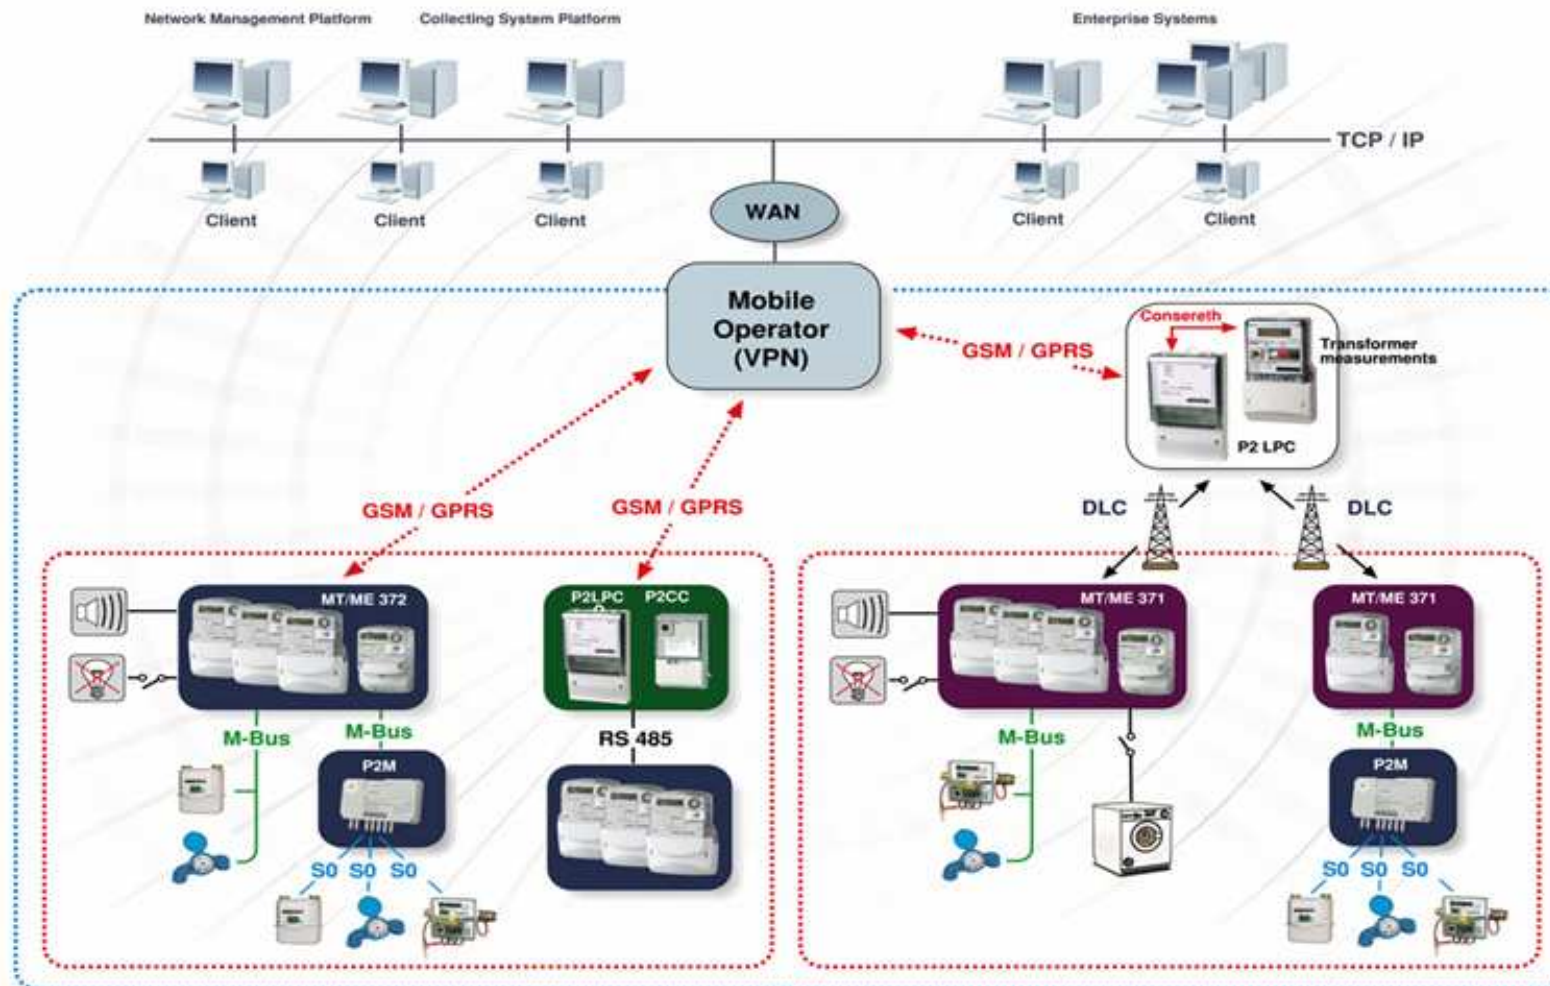 Network Management Platform
Collecting System Platform
Enterprise Systems
TCP / IP
Client
Client
Client
Client
Client
WAN
Mobile
Operator
(VPN)
GSM / GPRS
Consereth
Transformer
measurements
P2 LPC
GSM / GPRS
GSM / GPRS
DLC
DLC
MT/ME 372
P2LPC
P2CC
MT/ME 371
MT/ME 371
M-Bus
M-Bus
RS 485
M-Bus
M-Bus
P2M
P2M
S0
S0
S0
S0
S0
S0